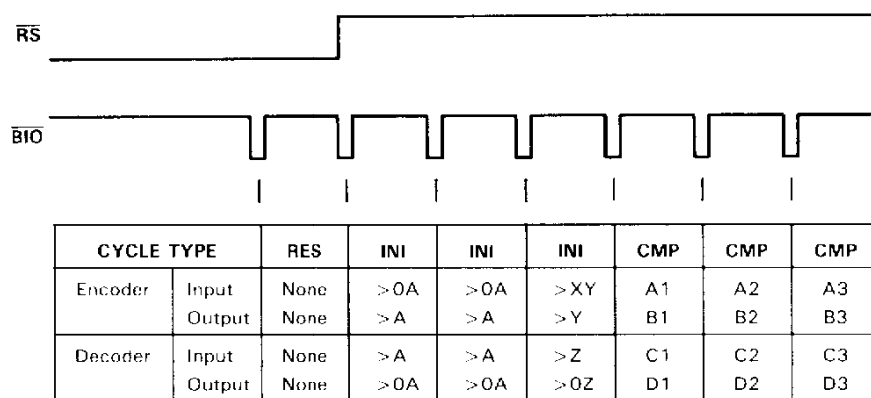 RS
BIO
CYCLE TYPE RES INI INI INI CMP CMP CMP
Encoder Input None >0A >0A >XY A1 A2 A3
Output None >A >A >Y B1 B2 B3
Decoder Input None >A >A >Z C1 C2 C3
Output None >0A >0A >0Z D1 D2 D3